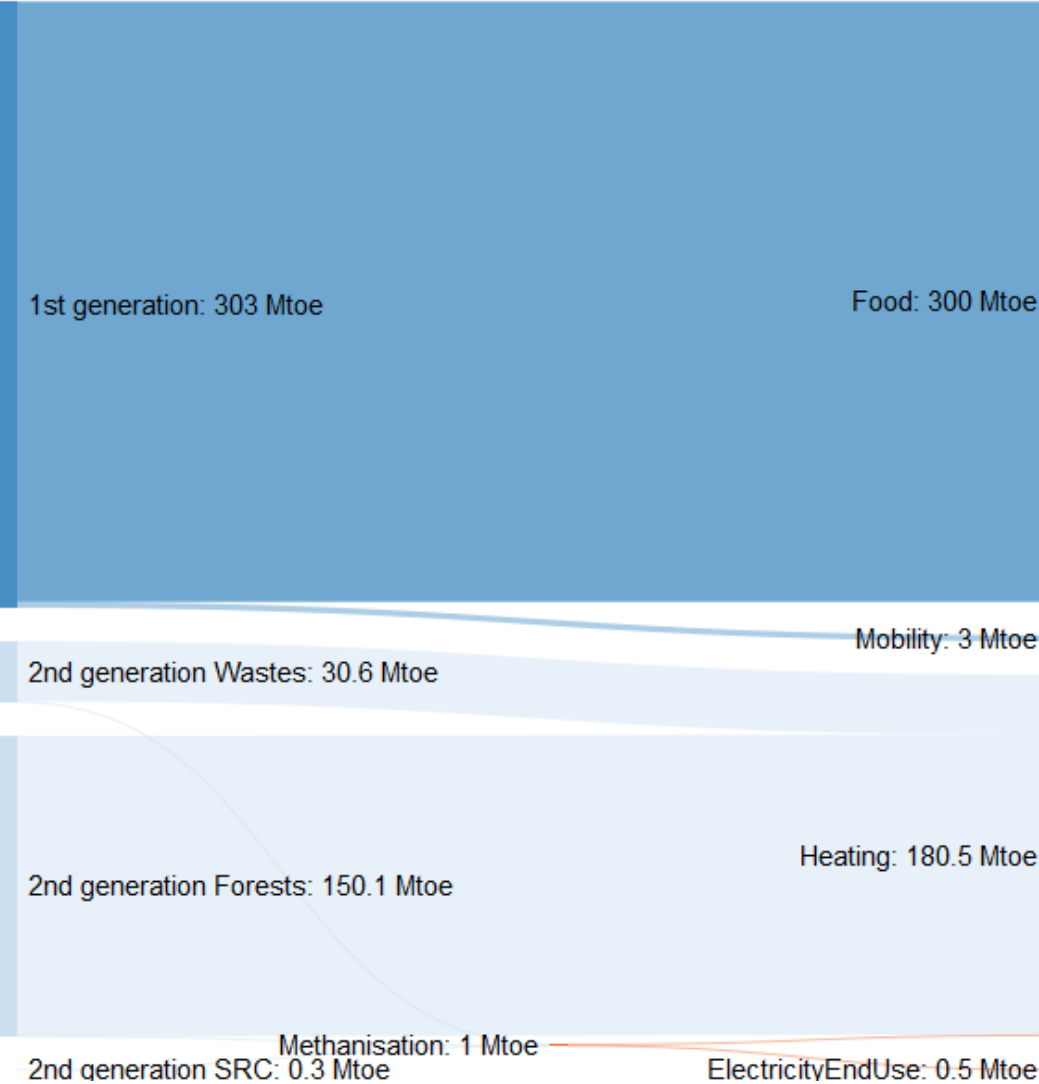 1st generation: 303 Mtoe
Food: 300 Mtoe
Mobility: 3 Mtoe
2nd generation Wastes: 30.6 Mtoe
Heating: 180.5 Mtoe
2nd generation Forests: 150.1 Mtoe
Methanisation: 1 Mtoe
2nd generation SRC: 0.3 Mtoe
ElectricityEndUse: 0.5 Mtoe